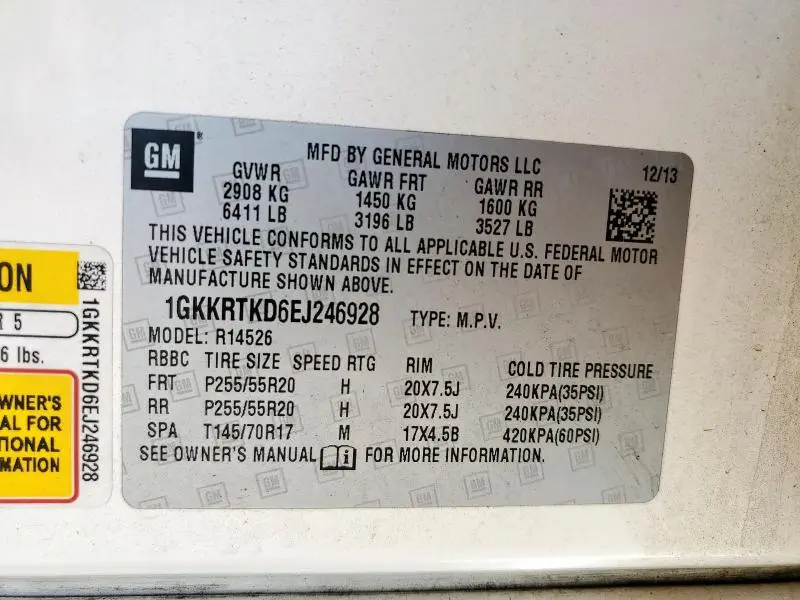 GM
MFD BY GENERAL MOTORS LLC
12/13
GVWR GAWR FRT GAWR RR
2908 KG 1450 KG 1600 KG
6411 LB 3196 LB 3527 LB
THIS VEHICLE CONFORMS TO ALL APPLICABLE U.S. FEDERAL MOTOR
VEHICLE SAFETY STANDARDS IN EFFECT ON THE DATE OF
MANUFACTURE SHOWN ABOVE.
1GKKRTKD6EJ246928 TYPE: M.P.V.
MODEL: R14526
RBBC TIRE SIZE SPEED RTG RIM COLD TIRE PRESSURE
FRT P255/55R20 H 20X7.5J 240KPA(35PSI)
RR P255/55R20 H 20X7.5J 240KPA(35PSI)
SPA T145/70R17 M 17X4.5B 420KPA(60PSI)
SEE OWNER'S MANUAL i FOR MORE INFORMATION.
ON
R 5
6 lbs.
WNER'S
AL FOR
TIONAL
MATION
1GKKRTKD6EJ246928